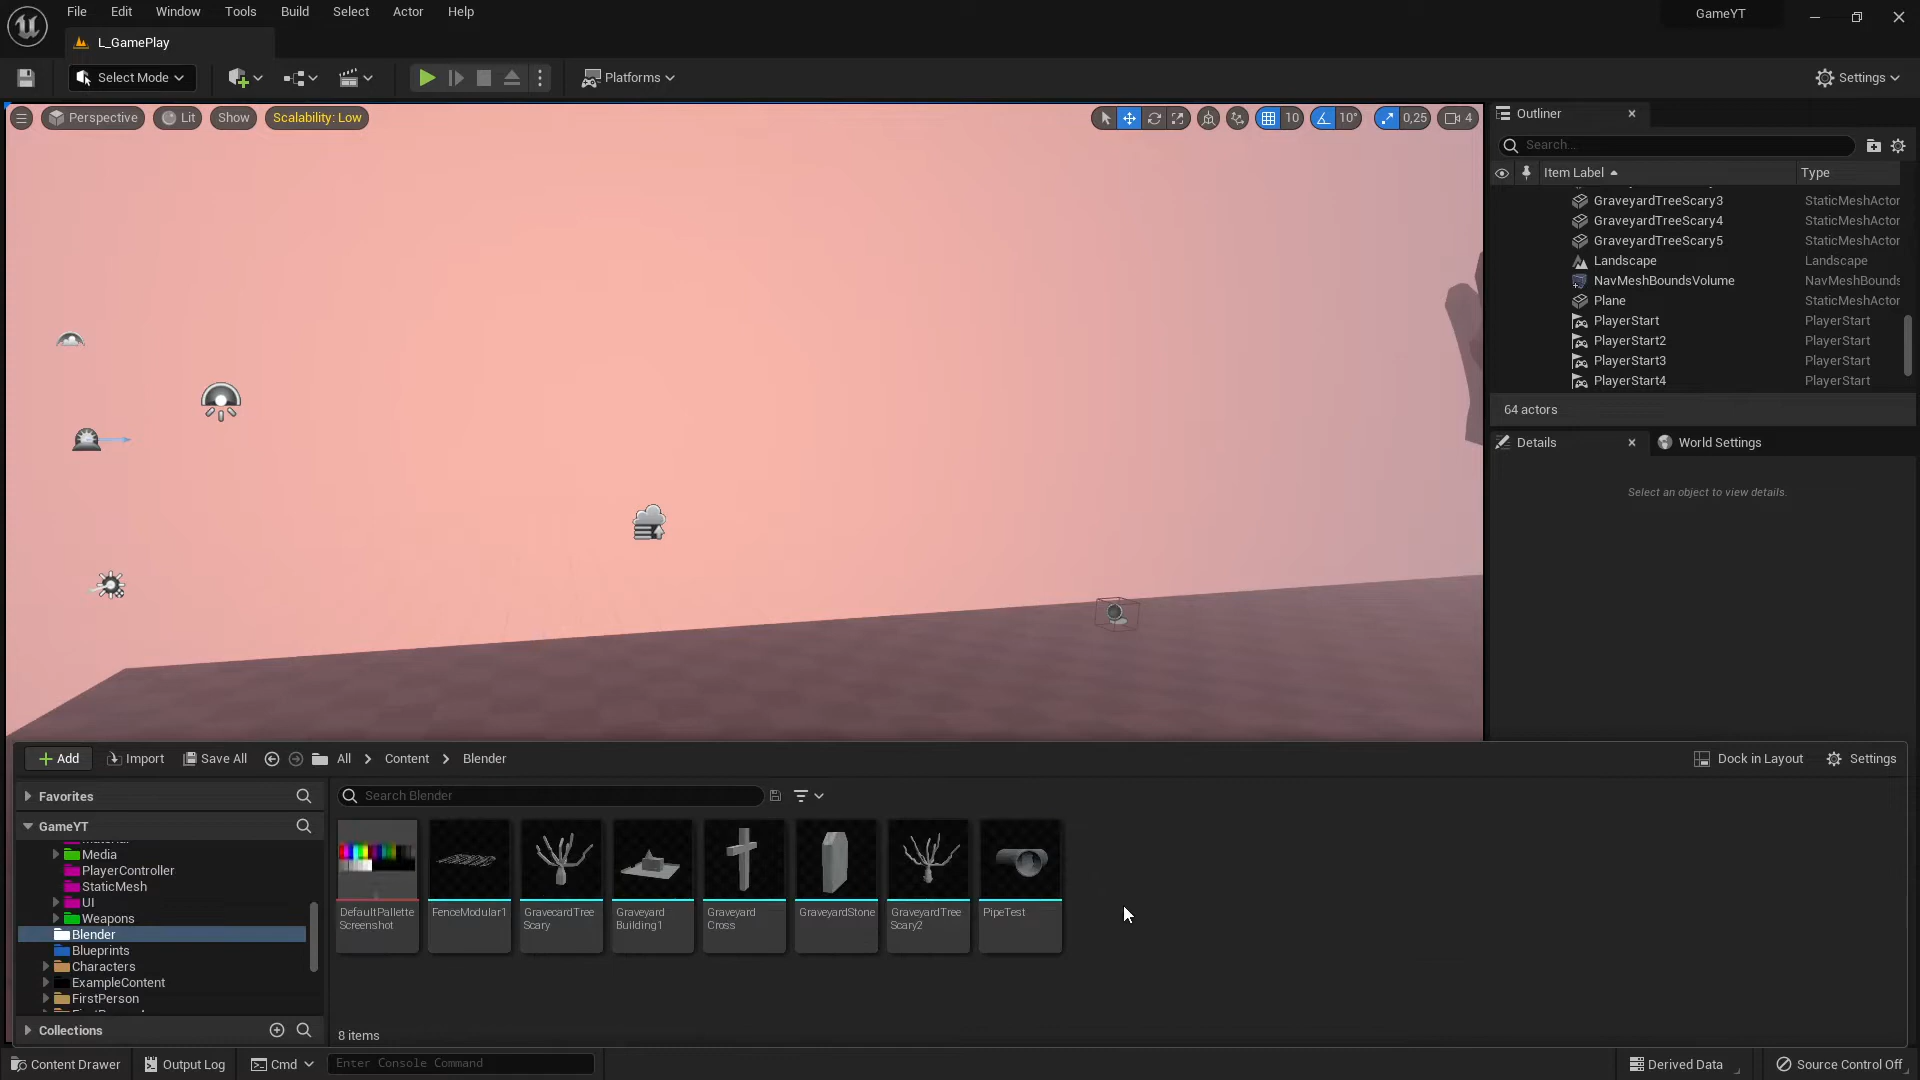 File Edit Window Tools Build Select Actor Help
GameYT
L_GamePlay
Select Mode
Platforms
Settings
Perspective Lit Show Scalability: Low
10 10° 0,25 4
Outliner
Search...
Item Label Type
GraveyardTreeScary3 StaticMeshActor
GraveyardTreeScary4 StaticMeshActor
GraveyardTreeScary5 StaticMeshActor
Landscape Landscape
NavMeshBoundsVolume NavMeshBounds
Plane StaticMeshActor
PlayerStart PlayerStart
PlayerStart2 PlayerStart
PlayerStart3 PlayerStart
PlayerStart4 PlayerStart
64 actors
Details World Settings
Select an object to view details.
Add Import Save All All Content Blender
Dock in Layout Settings
Favorites
GameYT
Media
PlayerController
StaticMesh
UI
Weapons
Blender
Blueprints
Characters
ExampleContent
FirstPerson
Collections
Search Blender
DefaultPallette
Screenshot
FenceModular1
GravecardTree
Scary
Graveyard
Building1
Graveyard
Cross
GraveyardStone
GraveyardTree
Scary2
PipeTest
8 items
Content Drawer Output Log Cmd Enter Console Command
Derived Data Source Control Off